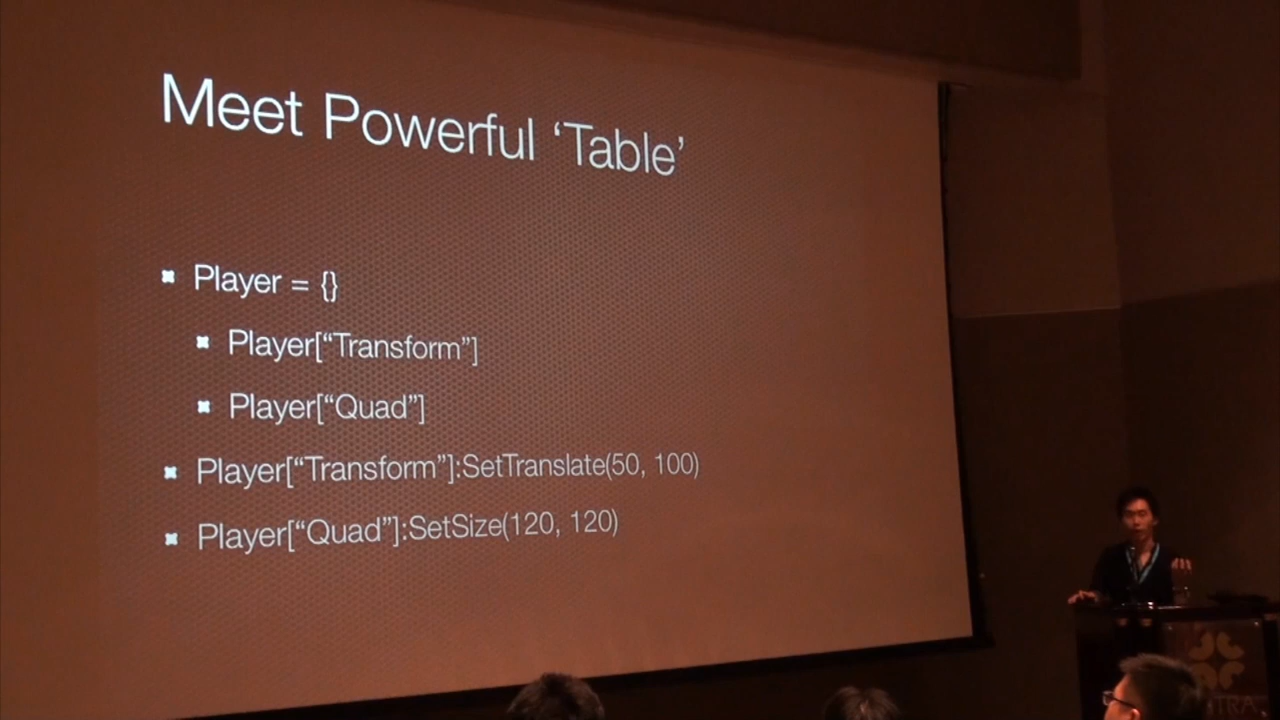 Meet Powerful ‘Table’
Player = {}
Player[“Transform”]
Player[“Quad”]
Player[“Transform”]:SetTranslate(50, 100)
Player[“Quad”]:SetSize(120, 120)